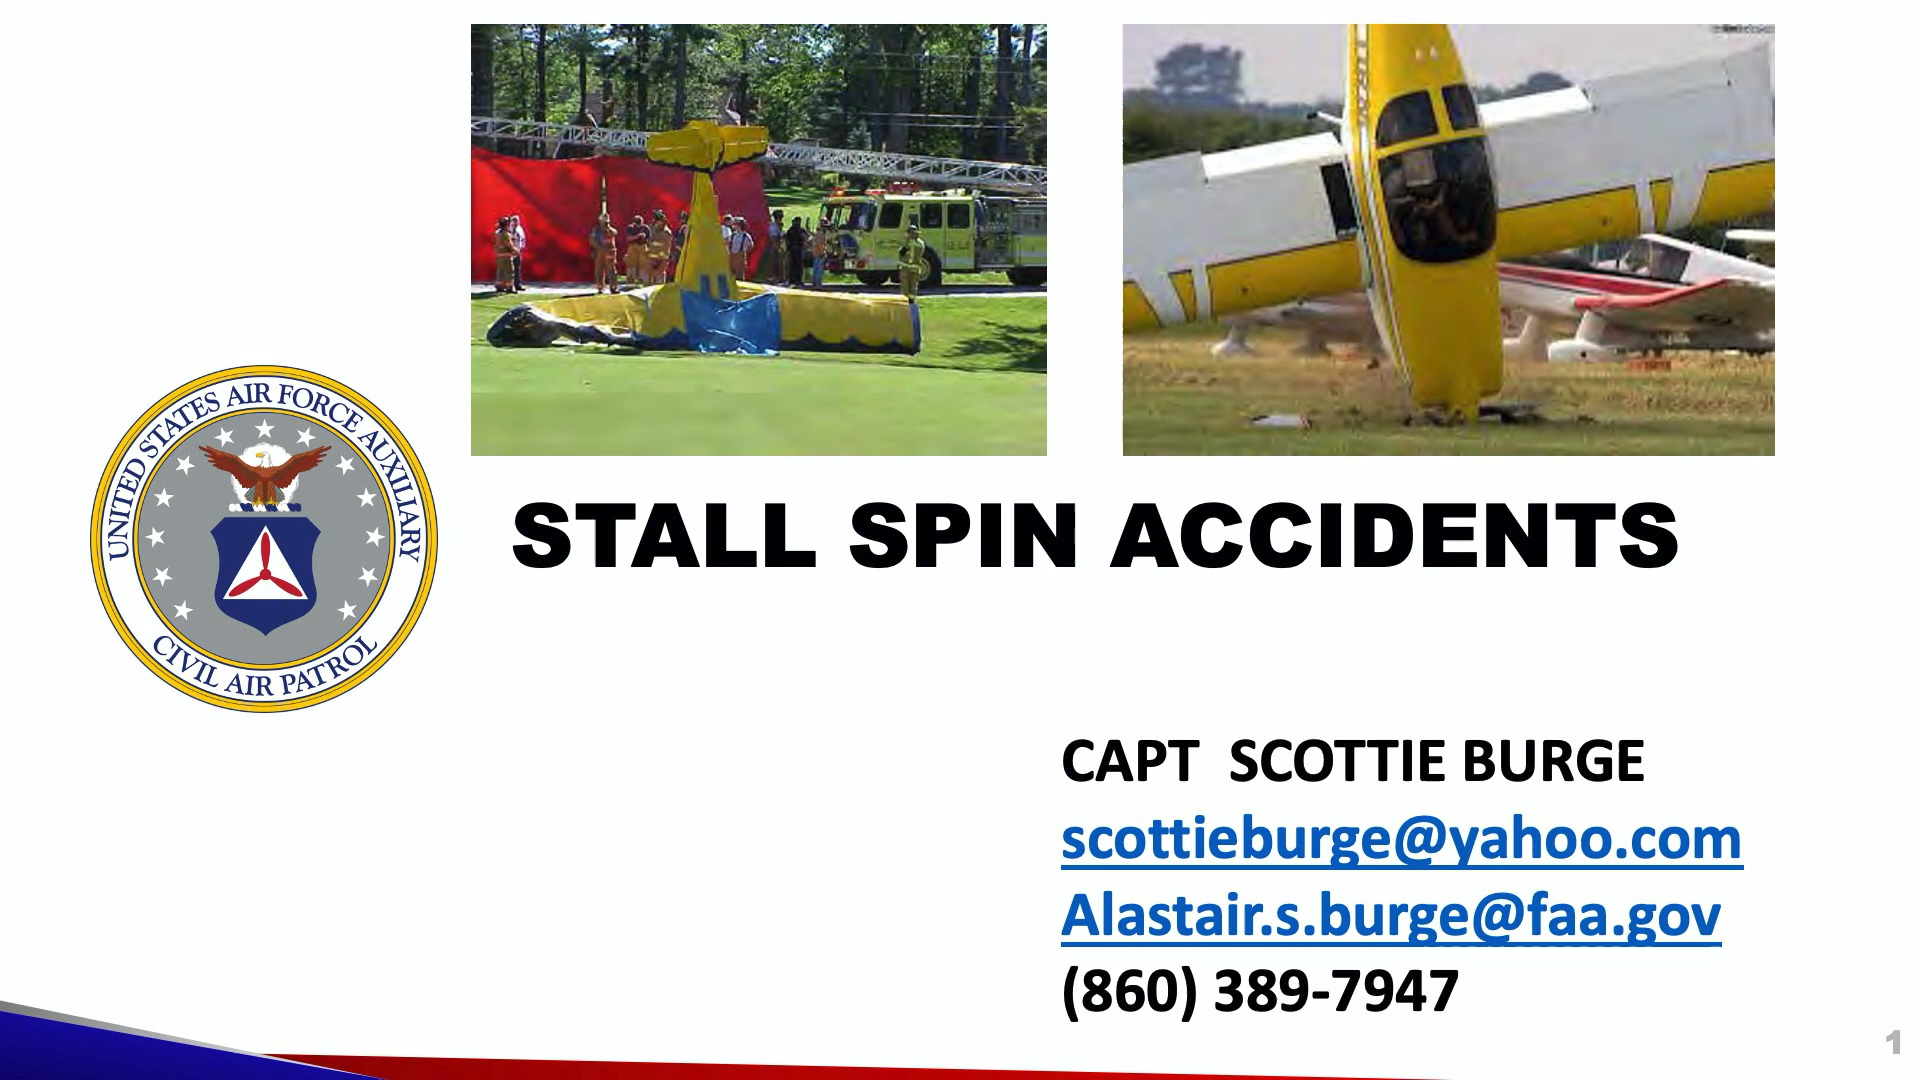 UNITED STATES AIR FORCE AUXILIARY
CIVIL AIR PATROL
STALL SPIN ACCIDENTS
CAPT SCOTTIE BURGE
scottieburge@yahoo.com
Alastair.s.burge@faa.gov
(860) 389-7947
1